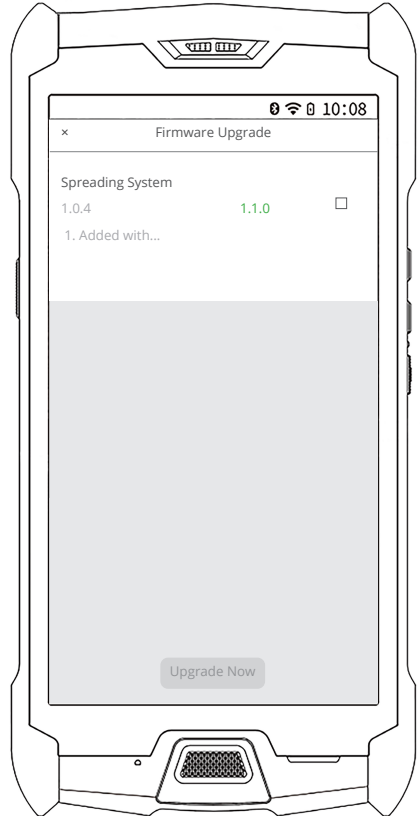 10:08
× Firmware Upgrade
Spreading System
1.0.4 1.1.0
1. Added with...
Upgrade Now